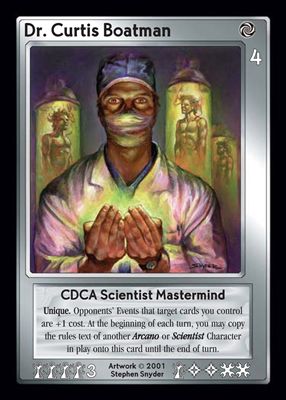 Dr. Curtis Boatman
4
SNYDER
CDCA Scientist Mastermind
Unique. Opponents' Events that target cards you control
are +1 cost. At the beginning of each turn, you may copy
the rules text of another Arcano or Scientist Character
in play onto this card until the end of turn.
3
Artwork © 2001
Stephen Snyder